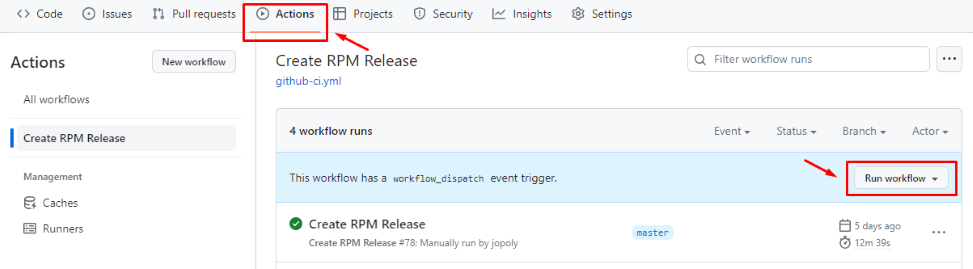 Code Issues Pull requests Actions Projects Security Insights Settings
Actions New workflow
All workflows
Create RPM Release
Management
Caches
Runners
Create RPM Release
github-ci.yml
Filter workflow runs
4 workflow runs Event Status Branch Actor
This workflow has a workflow_dispatch event trigger. Run workflow
Create RPM Release master 5 days ago
Create RPM Release #78: Manually run by jopoly 12m 39s